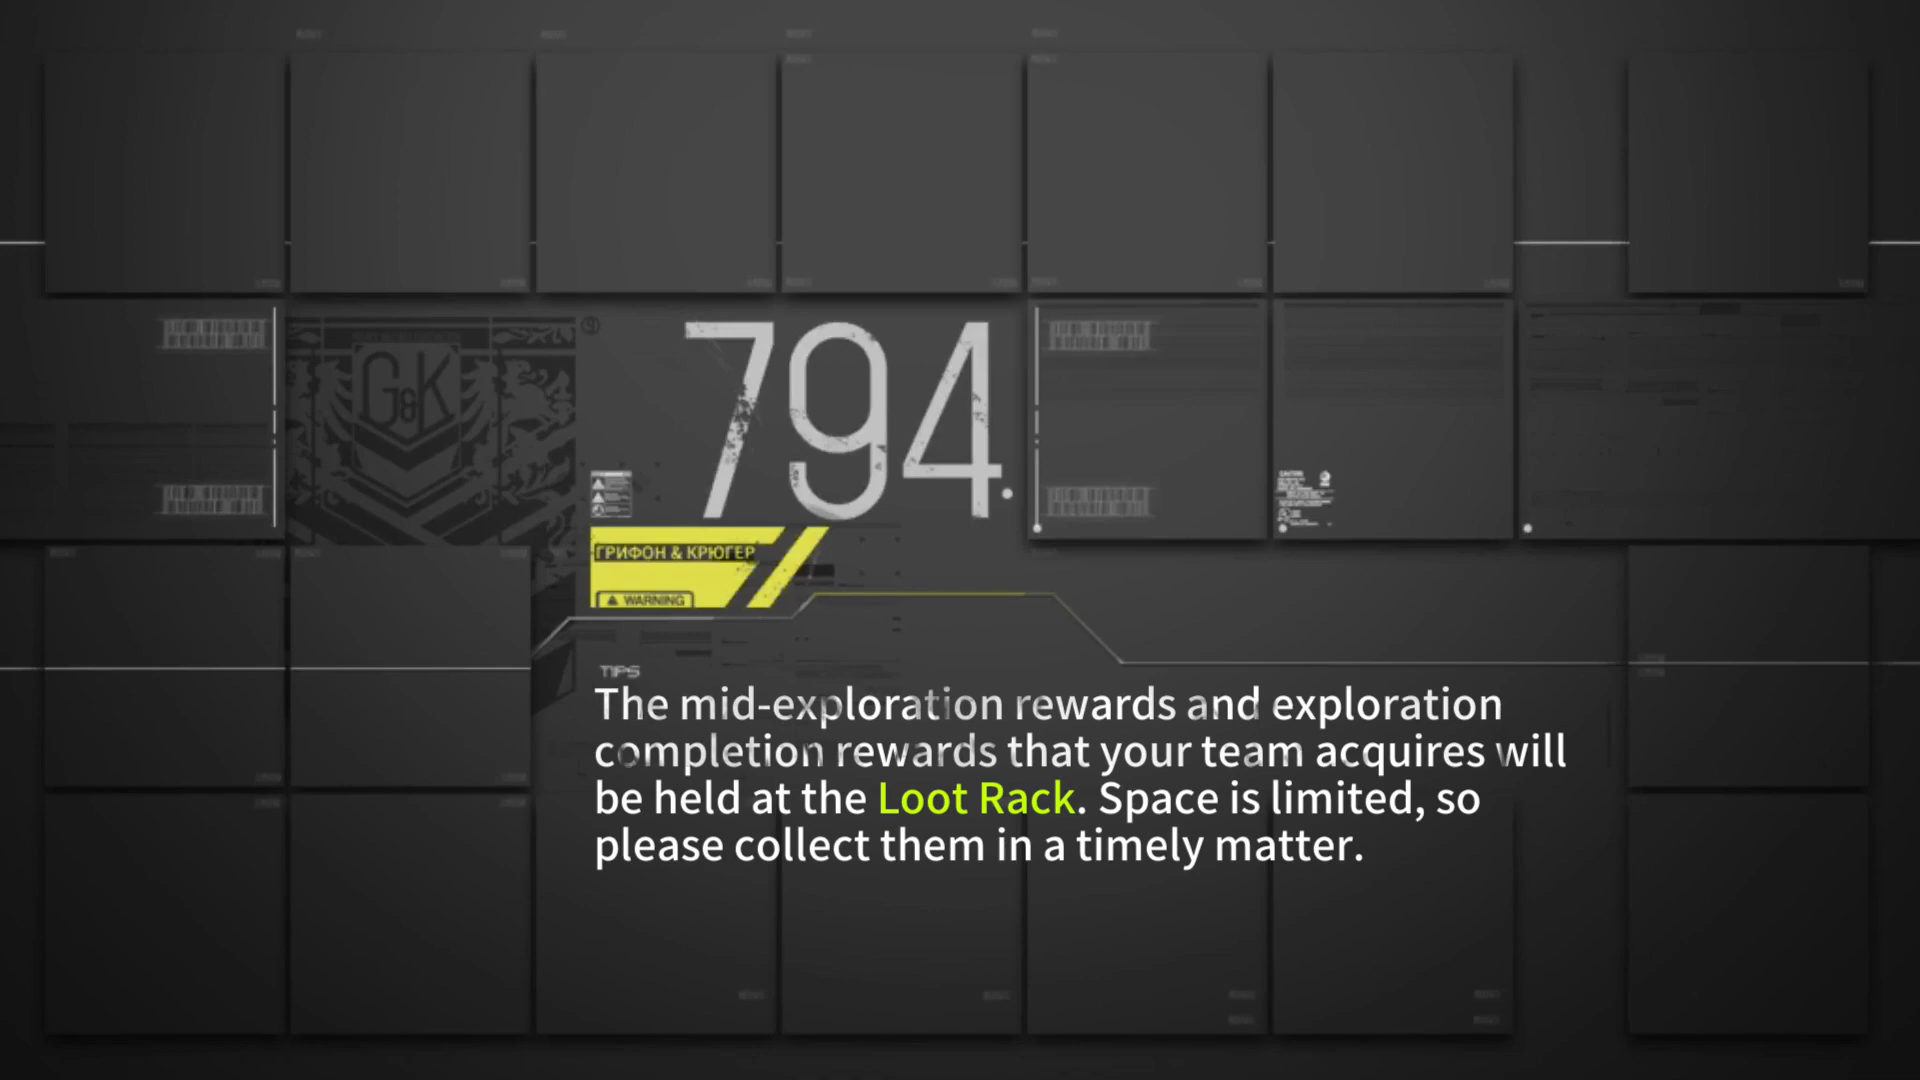 G&K
794.
ГРИФОН & КРЮГЕР
WARNING
TIPS
The mid-exploration rewards and exploration
completion rewards that your team acquires will
be held at the Loot Rack. Space is limited, so
please collect them in a timely matter.